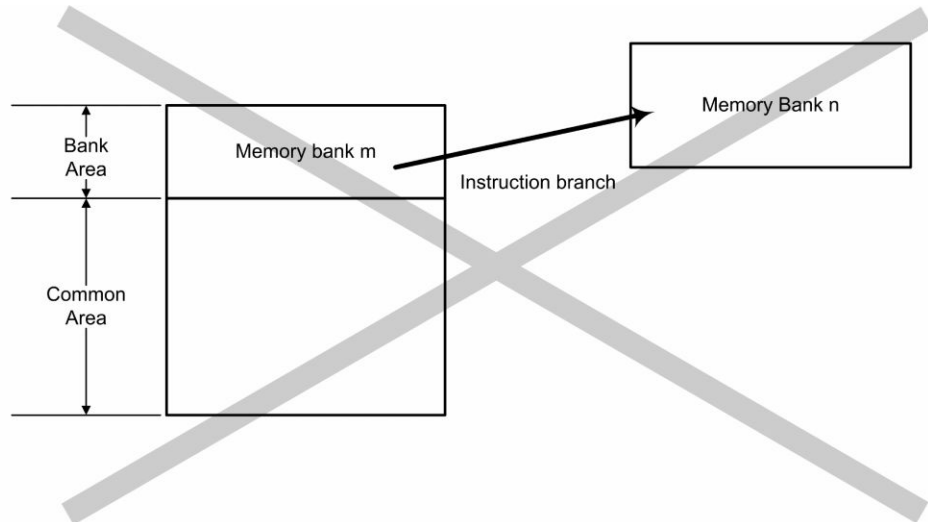 Memory Bank n
Bank
Area
Memory bank m
Instruction branch
Common
Area